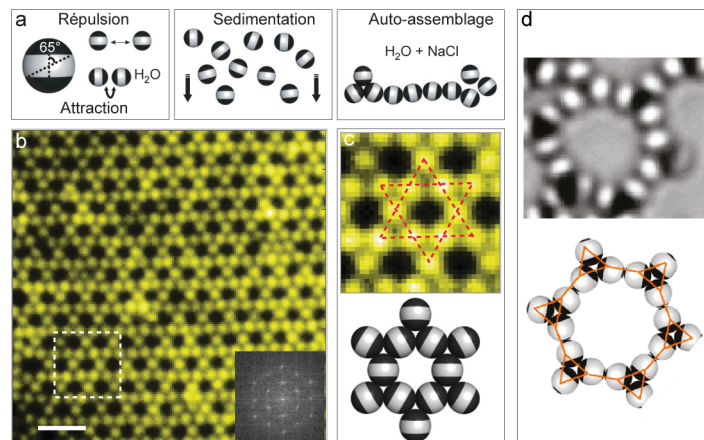 a
Répulsion
65°
H₂O
Attraction
Sedimentation
Auto-assemblage
H₂O + NaCl
b
c
d